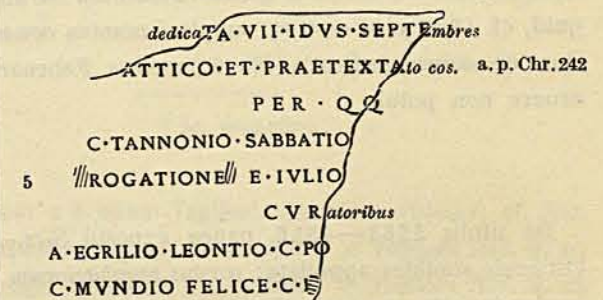 dedicaTA·VII·IDVS·SEPTEmbres
ATTICO·ET·PRAETEXTAto cos. a. p. Chr. 242
PER · QQ
C·TANNONIO·SABBATIO
5 ROGATIONE E·IVLIO
CVRatoribus
A·EGRILIO·LEONTIO·C·PO
C·MVNDIO FELICE·C·